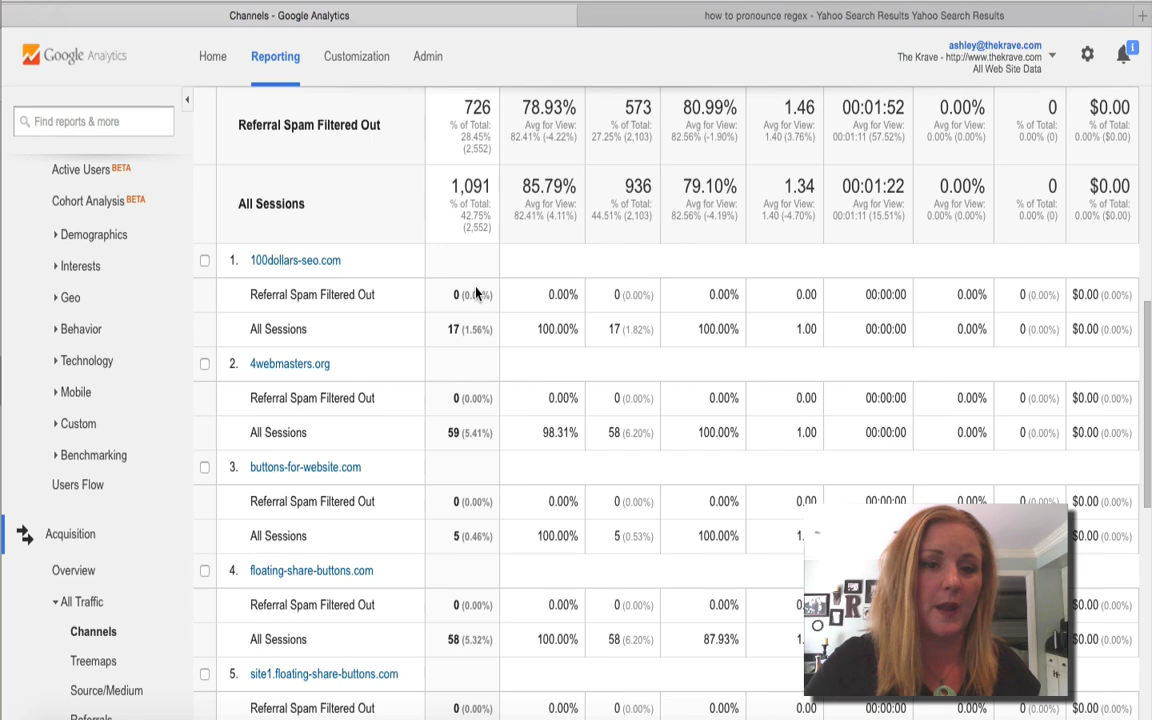 Channels - Google Analytics
how to pronounce regex - Yahoo Search Results Yahoo Search Results
Google Analytics
Home Reporting Customization Admin
ashley@thekrave.com
The Krave - http://www.thekrave.com
All Web Site Data
1
Find reports & more
Active Users BETA
Cohort Analysis BETA
Demographics
Interests
Geo
Behavior
Technology
Mobile
Custom
Benchmarking
Users Flow
Acquisition
Overview
All Traffic
Channels
Treemaps
Source/Medium
Referrals
Referral Spam Filtered Out 726 78.93% 573 80.99% 1.46 00:01:52 0.00% 0 $0.00
% of Total: Avg for View: % of Total: Avg for View: Avg for View: Avg for View: Avg for View: % of Total: % of Total:
28.45% 82.41% (-4.22%) 27.25% (2,103) 82.56% (-1.90%) 1.40 (3.76%) 00:01:11 (57.52%) 0.00% (0.00%) 0.00% (0) 0.00% ($0.00)
(2,552)
All Sessions 1,091 85.79% 936 79.10% 1.34 00:01:22 0.00% 0 $0.00
% of Total: Avg for View: % of Total: Avg for View: Avg for View: Avg for View: Avg for View: % of Total: % of Total:
42.75% 82.41% (4.11%) 44.51% (2,103) 82.56% (-4.19%) 1.40 (-4.70%) 00:01:11 (15.51%) 0.00% (0.00%) 0.00% (0) 0.00% ($0.00)
(2,552)
1. 100dollars-seo.com
Referral Spam Filtered Out 0 0.00% 0 (0.00%) 0.00% 0.00 00:00:00 0.00% 0 (0.00%) $0.00 (0.00%)
All Sessions 17 (1.56%) 100.00% 17 (1.82%) 100.00% 1.00 00:00:00 0.00% 0 (0.00%) $0.00 (0.00%)
2. 4webmasters.org
Referral Spam Filtered Out 0 (0.00%) 0.00% 0 (0.00%) 0.00% 0.00 00:00:00 0.00% 0 (0.00%) $0.00 (0.00%)
All Sessions 59 (5.41%) 98.31% 58 (6.20%) 100.00% 1.00 00:00:00 0.00% 0 (0.00%) $0.00 (0.00%)
3. buttons-for-website.com
Referral Spam Filtered Out 0 (0.00%) 0.00% 0 (0.00%) 0.00% 0.00 00:00:00 0.00% 0 (0.00%) $0.00 (0.00%)
All Sessions 5 (0.46%) 100.00% 5 (0.53%) 100.00% 1. $0.00 (0.00%)
4. floating-share-buttons.com
Referral Spam Filtered Out 0 (0.00%) 0.00% 0 (0.00%) 0.00% 0. $0.00 (0.00%)
All Sessions 58 (5.32%) 100.00% 58 (6.20%) 87.93% 1. $0.00 (0.00%)
5. site1.floating-share-buttons.com
Referral Spam Filtered Out 0 (0.00%) 0.00% 0 (0.00%) 0.00% 0.00 00:00:00 0.00% 0 (0.00%) $0.00 (0.00%)
R